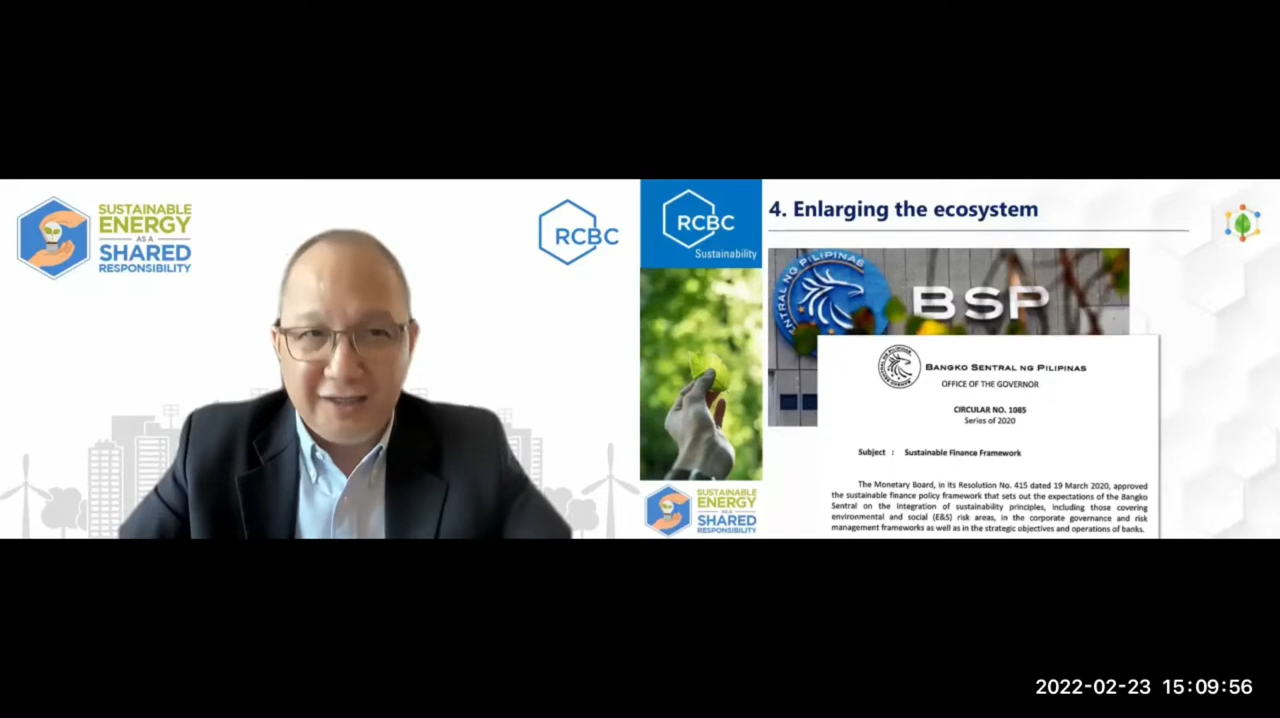 SUSTAINABLE
ENERGY
AS A
SHARED
RESPONSIBILITY
RCBC
RCBC
Sustainability
SUSTAINABLE
ENERGY
AS A
SHARED
RESPONSIBILITY
4. Enlarging the ecosystem
NTRAL NG PILIPINAS
BSP
BANGKO SENTRAL NG PILIPINAS
OFFICE OF THE GOVERNOR
CIRCULAR NO. 1085
Series of 2020
Subject : Sustainable Finance Framework
The Monetary Board, in its Resolution No. 415 dated 19 March 2020, approved
the sustainable finance policy framework that sets out the expectations of the Bangko
Sentral on the integration of sustainability principles, including those covering
environmental and social (E&S) risk areas, in the corporate governance and risk
management frameworks as well as in the strategic objectives and operations of banks.
2022-02-23 15:09:56